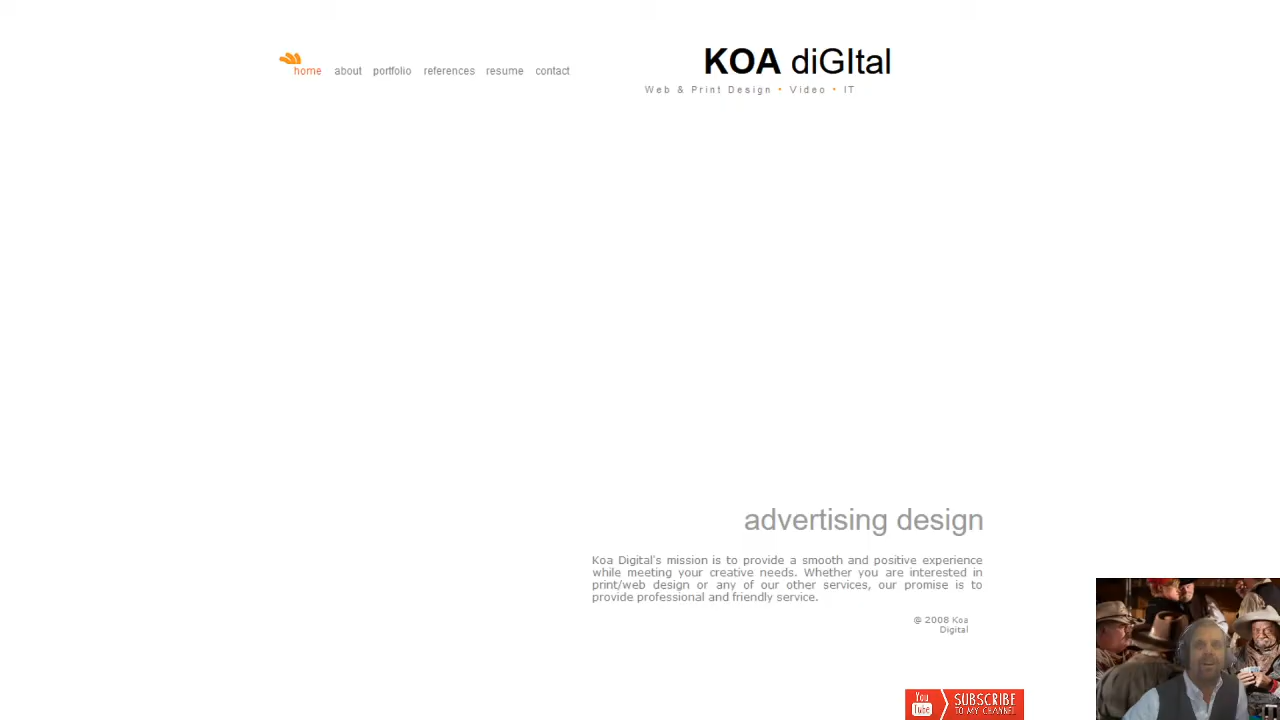 home about portfolio references resume contact
KOA diGItal
Web & Print Design • Video • IT
advertising design
Koa Digital's mission is to provide a smooth and positive experience
while meeting your creative needs. Whether you are interested in
print/web design or any of our other services, our promise is to
provide professional and friendly service.
@ 2008 Koa
Digital
You Tube SUBSCRIBE
TO MY CHANNEL